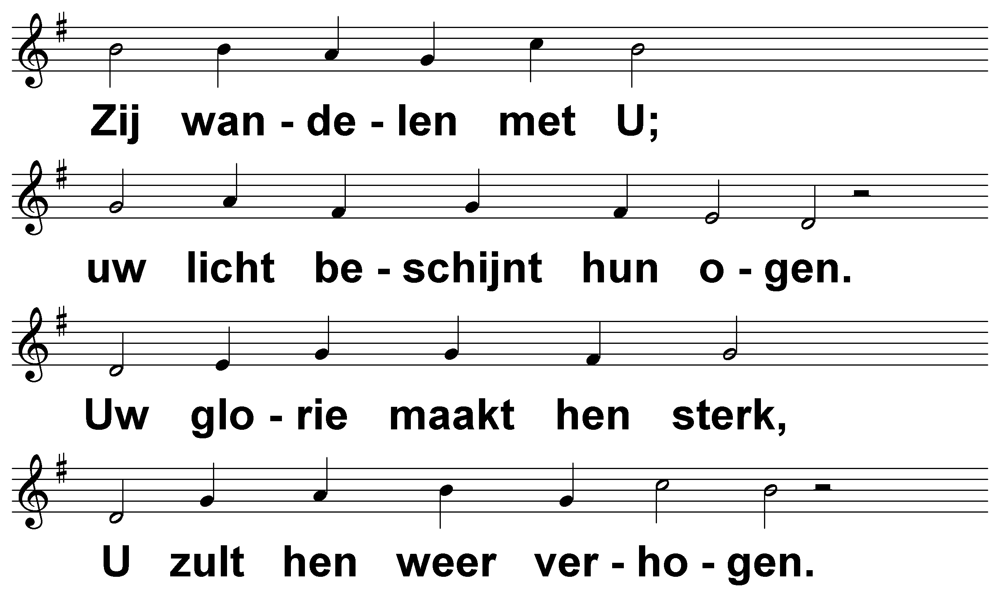 Zij wan - de - len met U;
uw licht be - schijnt hun o - gen.
Uw glo - rie maakt hen sterk,
U zult hen weer ver - ho - gen.